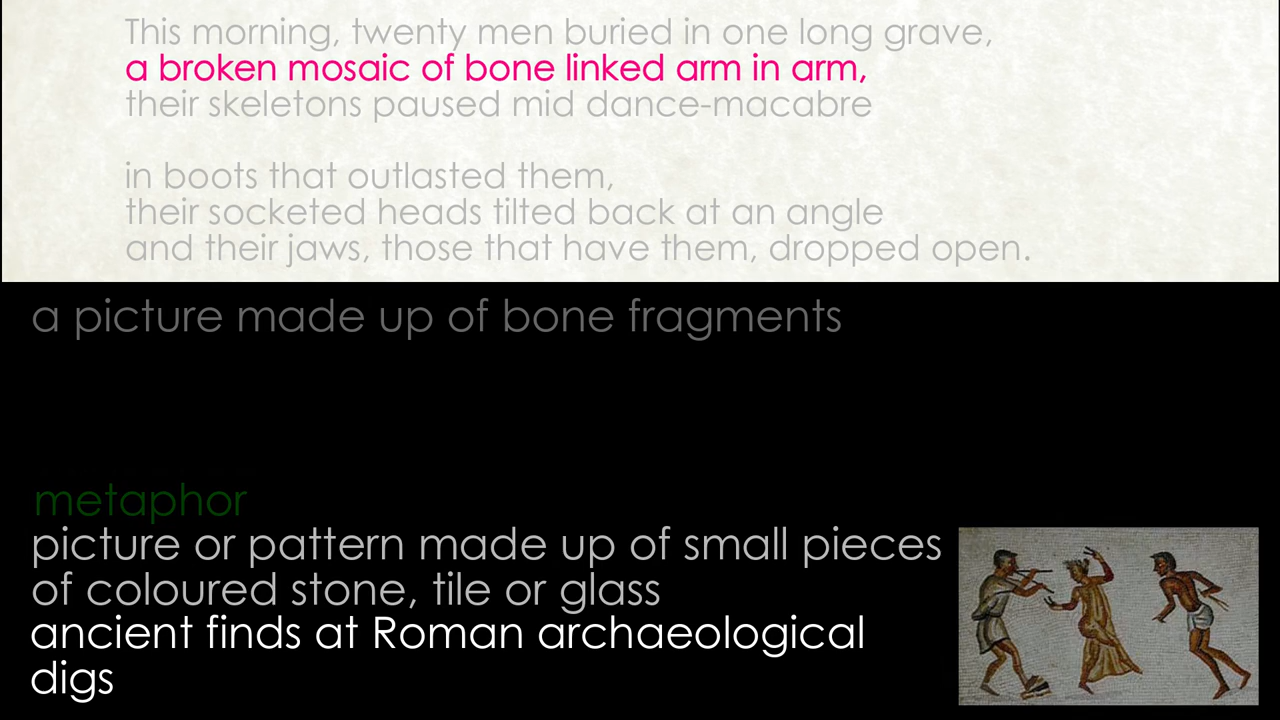 This morning, twenty men buried in one long grave,
a broken mosaic of bone linked arm in arm,
their skeletons paused mid dance-macabre
in boots that outlasted them,
their socketed heads tilted back at an angle
and their jaws, those that have them, dropped open.
a picture made up of bone fragments
metaphor
picture or pattern made up of small pieces
of coloured stone, tile or glass
ancient finds at Roman archaeological
digs